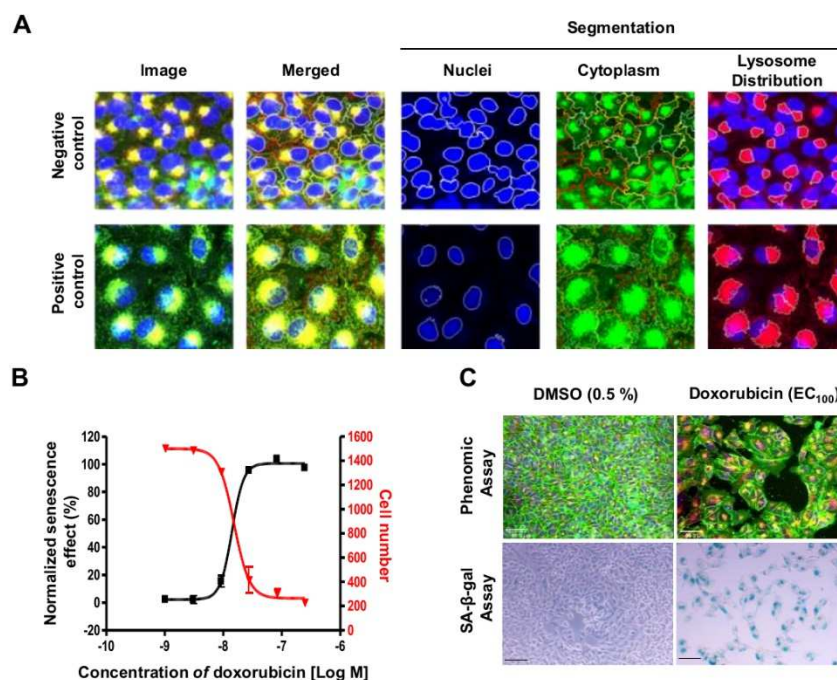 A
Segmentation
Image
Merged
Nuclei
Cytoplasm
Lysosome
Distribution
Negative
control
Positive
control
B
Normalized senescence
effect (%)
120
100
80
60
40
20
0
-20
1600
1400
1200
1000
800
600
400
200
0
Cell number
-10
-9
-8
-7
-6
Concentration of doxorubicin [Log M]
C
DMSO (0.5 %)
Doxorubicin (EC100)
Phenomic
Assay
SA-β-gal
Assay